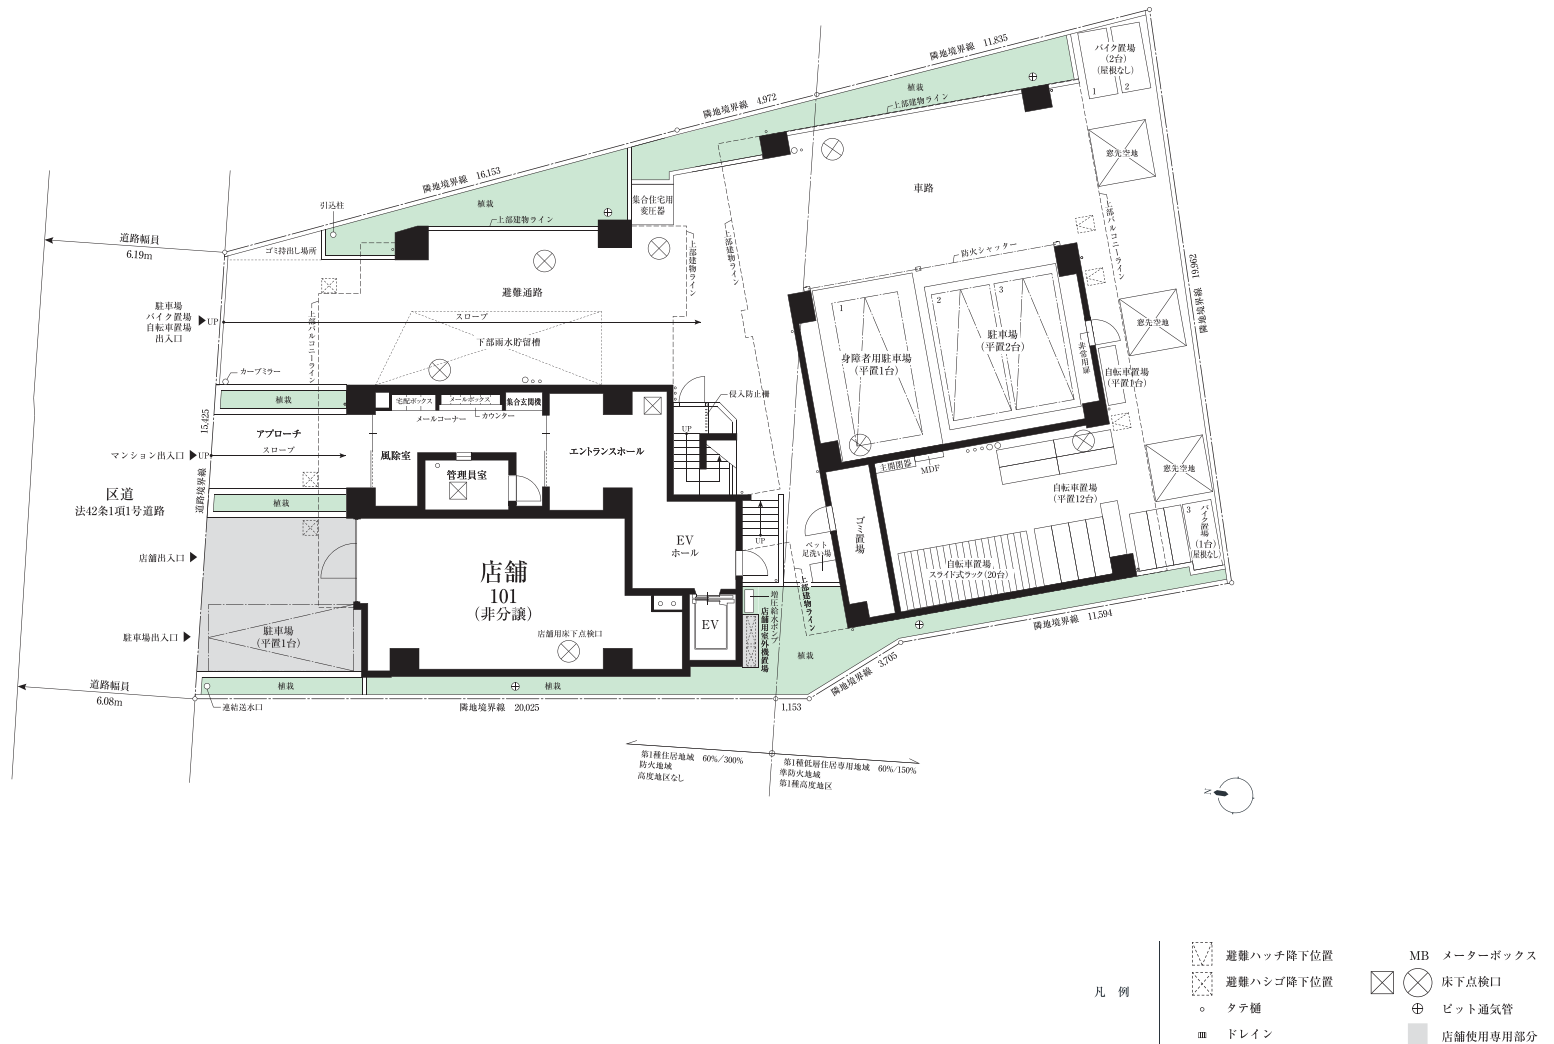 隣地境界線 11,835
バイク置場
(2台)
(屋根なし)
1
2
植栽
上部建物ライン
隣地境界線 4,972
窓先空地
隣地境界線 16,153
車路
引込柱
植栽
集合住宅用
変圧器
上部建物ライン
上部バルコニーライン
道路幅員
6.19m
ゴミ持出し場所
上部建物ライン
上部建物ライン
防火シャッター
19,962
隣地境界線
避難通路
駐車場
バイク置場
自転車置場
出入口
UP
スロープ
上部バルコニーライン
下部雨水貯留槽
1
2
3
身障者用駐車場
(平置1台)
駐車場
(平置2台)
非常用扉
窓先空地
自転車置場
(平置1台)
カーブミラー
植栽
宅配ボックス
メールボックス
集合玄関機
メールコーナー
カウンター
侵入防止柵
15,425
アプローチ
UP
マンション出入口
UP
スロープ
風除室
エントランスホール
管理員室
主開閉器
MDF
窓先空地
自転車置場
(平置12台)
区道
法42条1項1号道路
道路境界線
植栽
3
バイク置場
(1台)
(屋根なし)
ゴミ置場
EV
ホール
UP
ペット
足洗い場
店舗出入口
店舗
101
(非分譲)
自転車置場
スライド式ラック(20台)
上部建物ライン
増圧給水ポンプ
店舗用室外機置場
EV
駐車場出入口
駐車場
(平置1台)
店舗用床下点検口
隣地境界線 11,594
植栽
隣地境界線 3,705
道路幅員
6.08m
植栽
植栽
連結送水口
隣地境界線 20,025
1,153
第1種住居地域 60%/300%
防火地域
高度地区なし
第1種低層住居専用地域 60%/150%
準防火地域
第1種高度地区
N
凡 例
避難ハッチ降下位置
避難ハシゴ降下位置
タテ樋
ドレイン
MB メーターボックス
床下点検口
ピット通気管
店舗使用専用部分